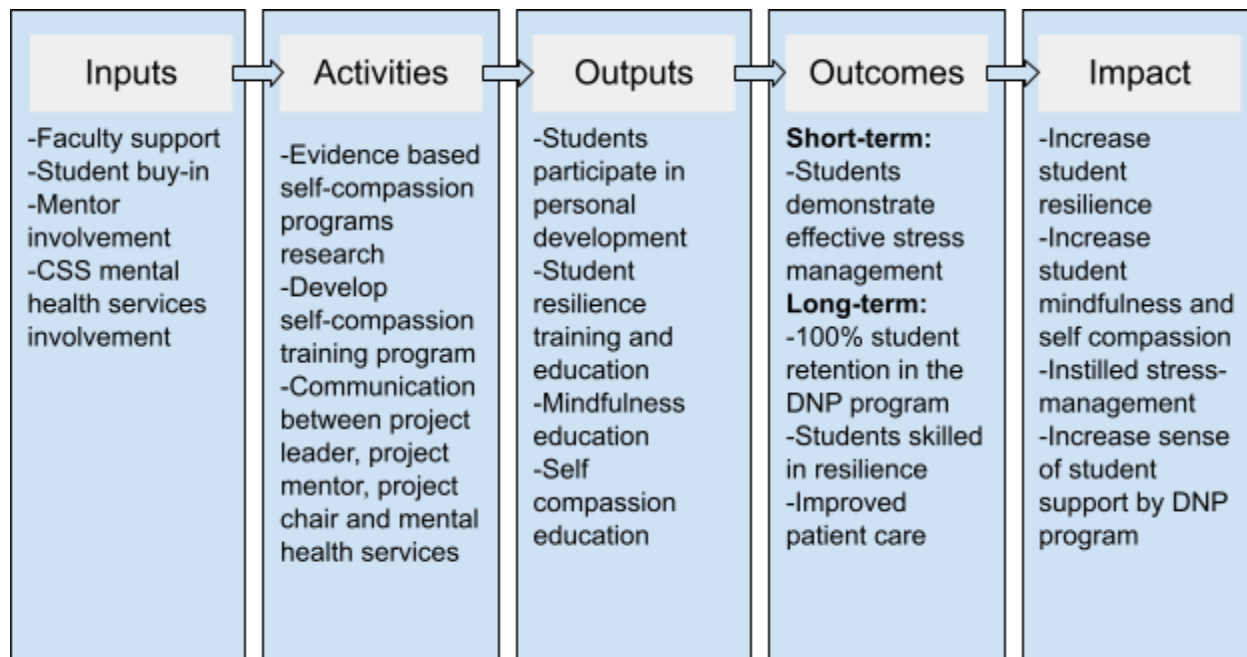 Inputs
-Faculty support
-Student buy-in
-Mentor
involvement
-CSS mental
health services
involvement
Activities
-Evidence based
self-compassion
programs
research
-Develop
self-compassion
training program
-Communication
between project
leader, project
mentor, project
chair and mental
health services
Outputs
-Students
participate in
personal
development
-Student
resilience
training and
education
-Mindfulness
education
-Self
compassion
education
Outcomes
Short-term:
-Students
demonstrate
effective stress
management
Long-term:
-100% student
retention in the
DNP program
-Students skilled
in resilience
-Improved
patient care
Impact
-Increase
student
resilience
-Increase
student
mindfulness and
self compassion
-Instilled stress-
management
-Increase sense
of student
support by DNP
program